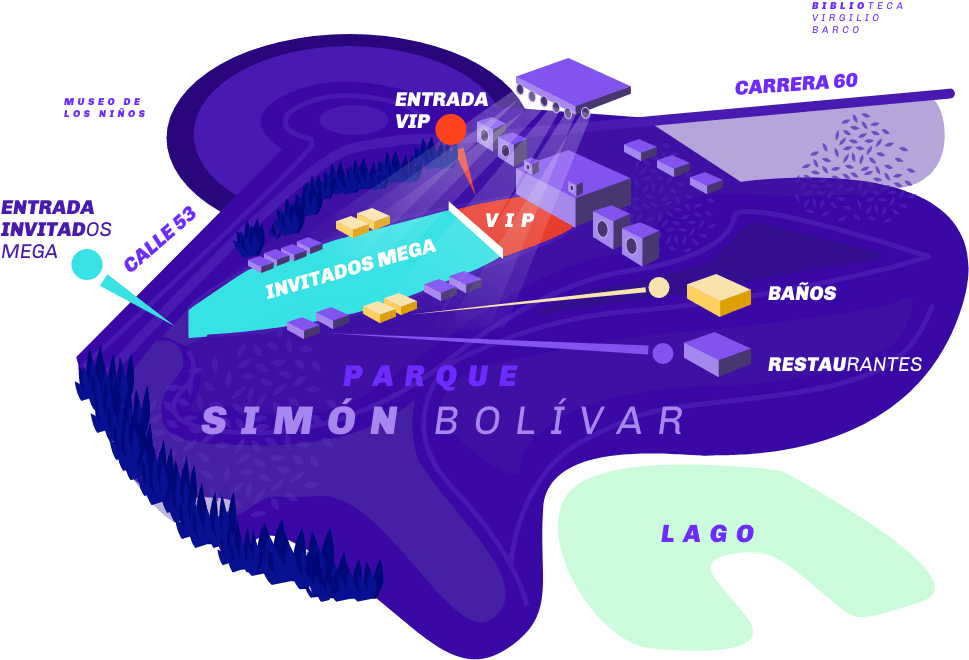 BIBLIOTECA
VIRGILIO
BARCO
CARRERA 60
MUSEO DE
LOS NIÑOS
ENTRADA
VIP
ENTRADA
INVITADOS
MEGA
CALLE 53
VIP
INVITADOS MEGA
BAÑOS
RESTAURANTES
PARQUE
SIMÓN BOLÍVAR
LAGO